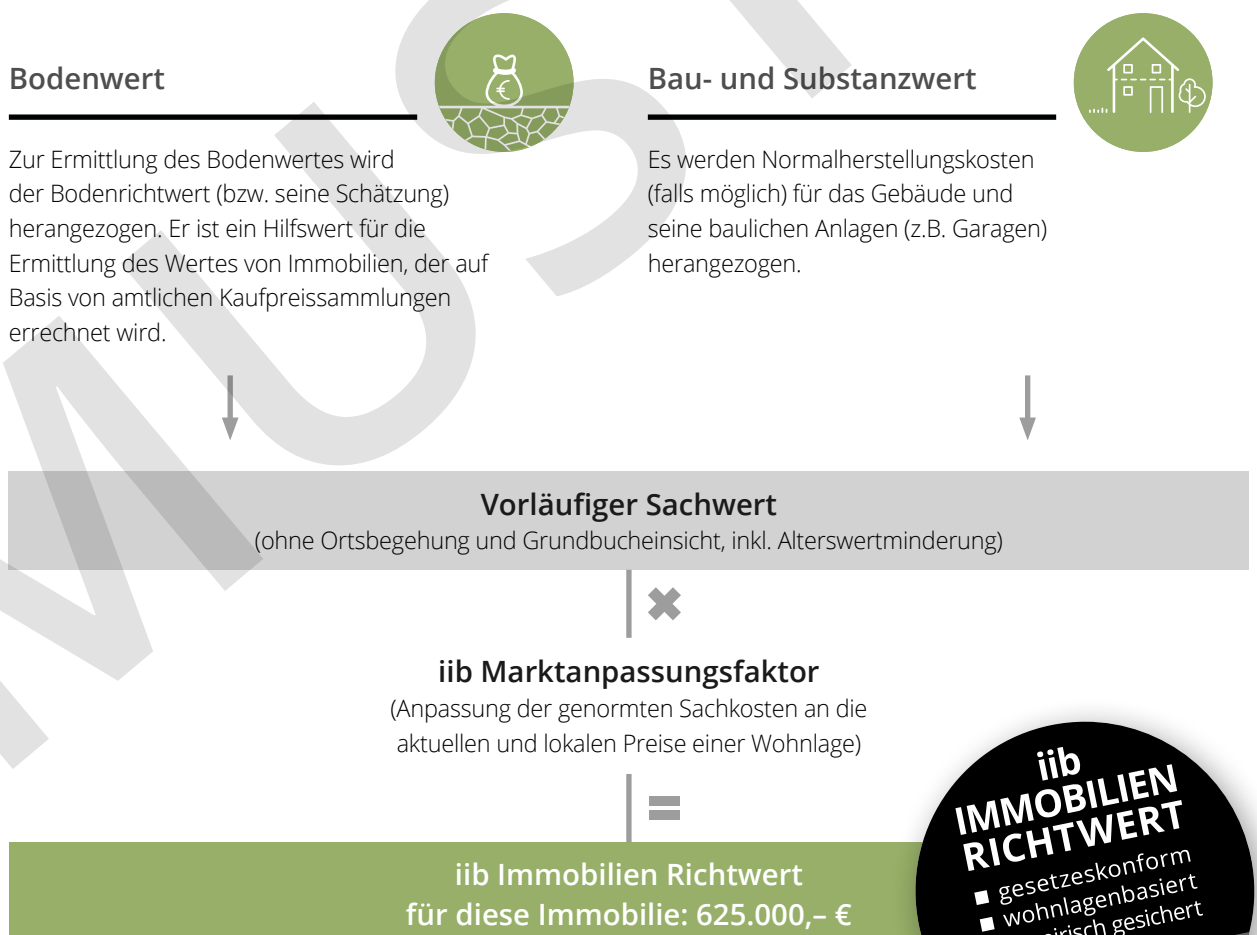 Bodenwert
Zur Ermittlung des Bodenwertes wird
der Bodenrichtwert (bzw. seine Schätzung)
herangezogen. Er ist ein Hilfswert für die
Ermittlung des Wertes von Immobilien, der auf
Basis von amtlichen Kaufpreissammlungen
errechnet wird.
Bau- und Substanzwert
Es werden Normalherstellungskosten
(falls möglich) für das Gebäude und
seine baulichen Anlagen (z.B. Garagen)
herangezogen.
Vorläufiger Sachwert
(ohne Ortsbegehung und Grundbucheinsicht, inkl. Alterswertminderung)
iib Marktanpassungsfaktor
(Anpassung der genormten Sachkosten an die
aktuellen und lokalen Preise einer Wohnlage)
iib Immobilien Richtwert
für diese Immobilie: 625.000,– €
iib
IMMOBILIEN
RICHTWERT
■ gesetzeskonform
■ wohnlagenbasiert
gesichert